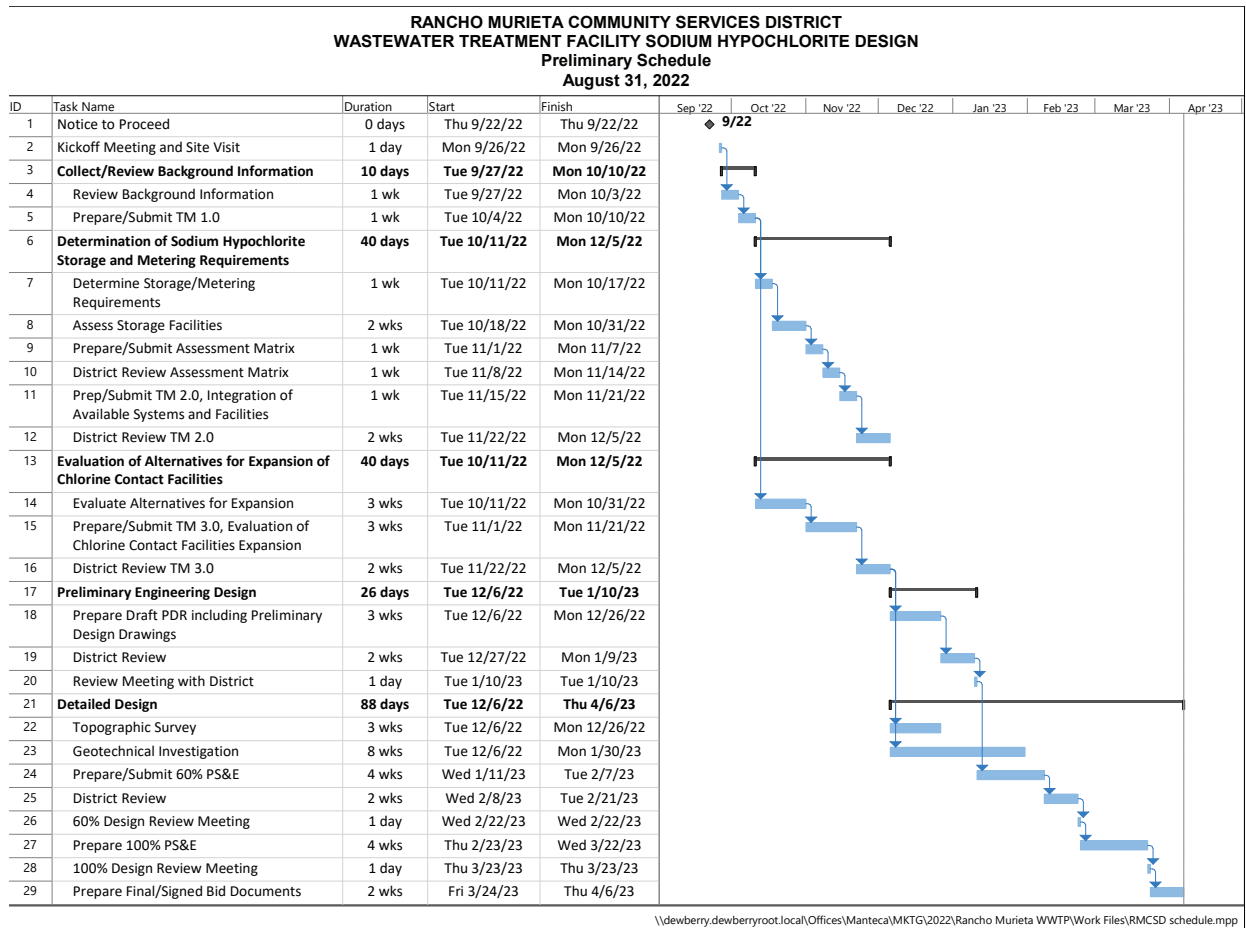 RANCHO MURIETA COMMUNITY SERVICES DISTRICT
WASTEWATER TREATMENT FACILITY SODIUM HYPOCHLORITE DESIGN
Preliminary Schedule
August 31, 2022
ID Task Name Duration Start Finish Sep '22 Oct '22 Nov '22 Dec '22 Jan '23 Feb '23 Mar '23 Apr '23
1 Notice to Proceed 0 days Thu 9/22/22 Thu 9/22/22 9/22
2 Kickoff Meeting and Site Visit 1 day Mon 9/26/22 Mon 9/26/22
3 Collect/Review Background Information 10 days Tue 9/27/22 Mon 10/10/22
4 Review Background Information 1 wk Tue 9/27/22 Mon 10/3/22
5 Prepare/Submit TM 1.0 1 wk Tue 10/4/22 Mon 10/10/22
6 Determination of Sodium Hypochlorite 40 days Tue 10/11/22 Mon 12/5/22
Storage and Metering Requirements
7 Determine Storage/Metering 1 wk Tue 10/11/22 Mon 10/17/22
Requirements
8 Assess Storage Facilities 2 wks Tue 10/18/22 Mon 10/31/22
9 Prepare/Submit Assessment Matrix 1 wk Tue 11/1/22 Mon 11/7/22
10 District Review Assessment Matrix 1 wk Tue 11/8/22 Mon 11/14/22
11 Prep/Submit TM 2.0, Integration of 1 wk Tue 11/15/22 Mon 11/21/22
Available Systems and Facilities
12 District Review TM 2.0 2 wks Tue 11/22/22 Mon 12/5/22
13 Evaluation of Alternatives for Expansion of 40 days Tue 10/11/22 Mon 12/5/22
Chlorine Contact Facilities
14 Evaluate Alternatives for Expansion 3 wks Tue 10/11/22 Mon 10/31/22
15 Prepare/Submit TM 3.0, Evaluation of 3 wks Tue 11/1/22 Mon 11/21/22
Chlorine Contact Facilities Expansion
16 District Review TM 3.0 2 wks Tue 11/22/22 Mon 12/5/22
17 Preliminary Engineering Design 26 days Tue 12/6/22 Tue 1/10/23
18 Prepare Draft PDR including Preliminary 3 wks Tue 12/6/22 Mon 12/26/22
Design Drawings
19 District Review 2 wks Tue 12/27/22 Mon 1/9/23
20 Review Meeting with District 1 day Tue 1/10/23 Tue 1/10/23
21 Detailed Design 88 days Tue 12/6/22 Thu 4/6/23
22 Topographic Survey 3 wks Tue 12/6/22 Mon 12/26/22
23 Geotechnical Investigation 8 wks Tue 12/6/22 Mon 1/30/23
24 Prepare/Submit 60% PS&E 4 wks Wed 1/11/23 Tue 2/7/23
25 District Review 2 wks Wed 2/8/23 Tue 2/21/23
26 60% Design Review Meeting 1 day Wed 2/22/23 Wed 2/22/23
27 Prepare 100% PS&E 4 wks Thu 2/23/23 Wed 3/22/23
28 100% Design Review Meeting 1 day Thu 3/23/23 Thu 3/23/23
29 Prepare Final/Signed Bid Documents 2 wks Fri 3/24/23 Thu 4/6/23
\\dewberry.dewberryroot.local\Offices\Manteca\MKTG\2022\Rancho Murieta WWTP\Work Files\RMCSD schedule.mpp